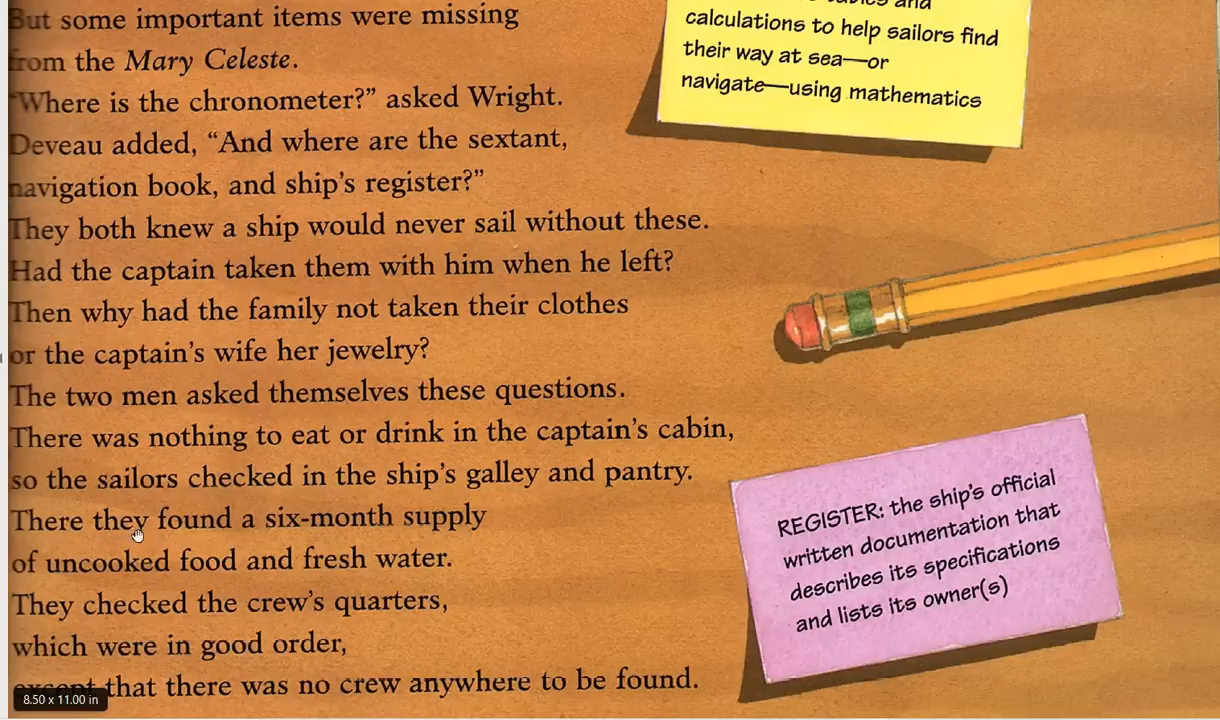 But some important items were missing
from the Mary Celeste.
"Where is the chronometer?" asked Wright.
Deveau added, "And where are the sextant,
navigation book, and ship's register?"
They both knew a ship would never sail without these.
Had the captain taken them with him when he left?
Then why had the family not taken their clothes
or the captain's wife her jewelry?
The two men asked themselves these questions.
There was nothing to eat or drink in the captain's cabin,
so the sailors checked in the ship's galley and pantry.
There they found a six-month supply
of uncooked food and fresh water.
They checked the crew's quarters,
which were in good order,
except that there was no crew anywhere to be found.
and
calculations to help sailors find
their way at sea—or
navigate—using mathematics
REGISTER: the ship's official
written documentation that
describes its specifications
and lists its owner(s)
8.50 x 11.00 in